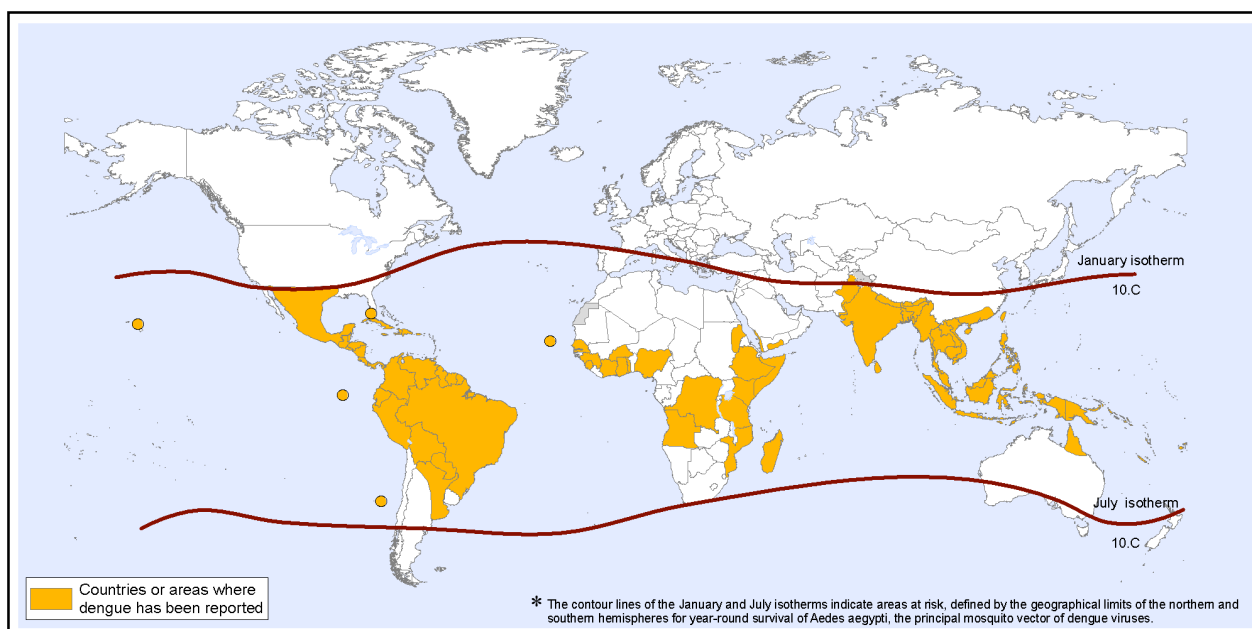 January isotherm
10.C
July isotherm
10.C
Countries or areas where
dengue has been reported
* The contour lines of the January and July isotherms indicate areas at risk, defined by the geographical limits of the northern and
southern hemispheres for year-round survival of Aedes aegypti, the principal mosquito vector of dengue viruses.